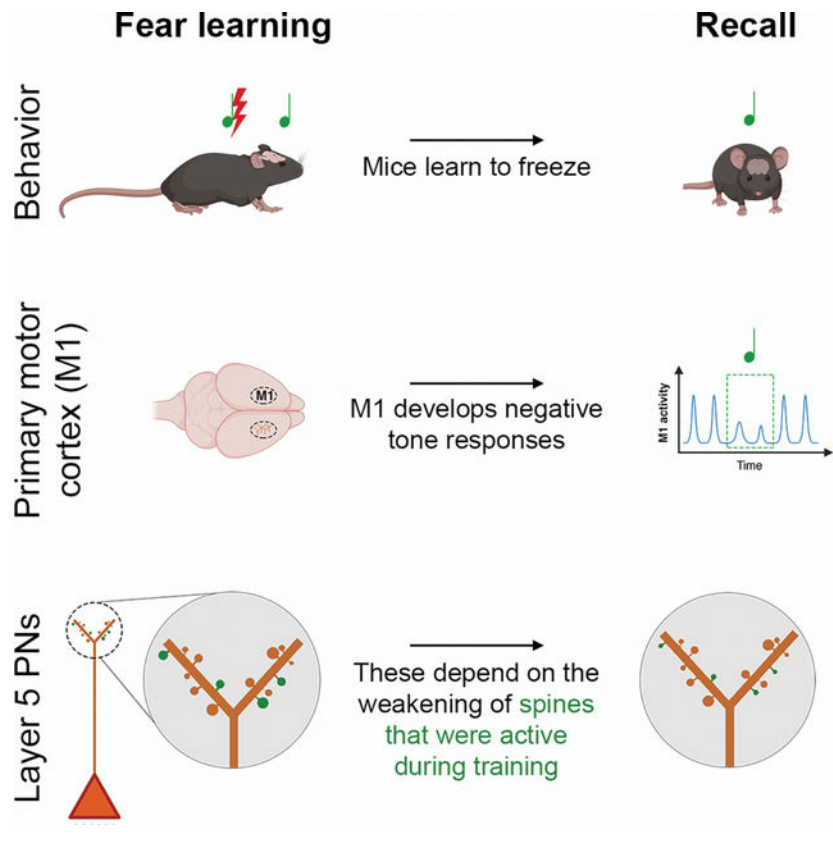 Fear learning
Recall
Behavior
Mice learn to freeze
Primary motor
cortex (M1)
M1
M1 develops negative
tone responses
M1 activity
Time
Layer 5 PNs
These depend on the
weakening of spines
that were active
during training